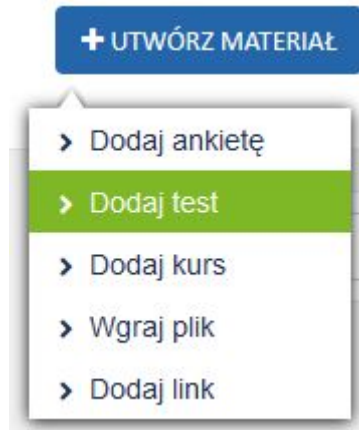 + UTWÓRZ MATERIAŁ
Dodaj ankietę
Dodaj test
Dodaj kurs
Wgraj plik
Dodaj link